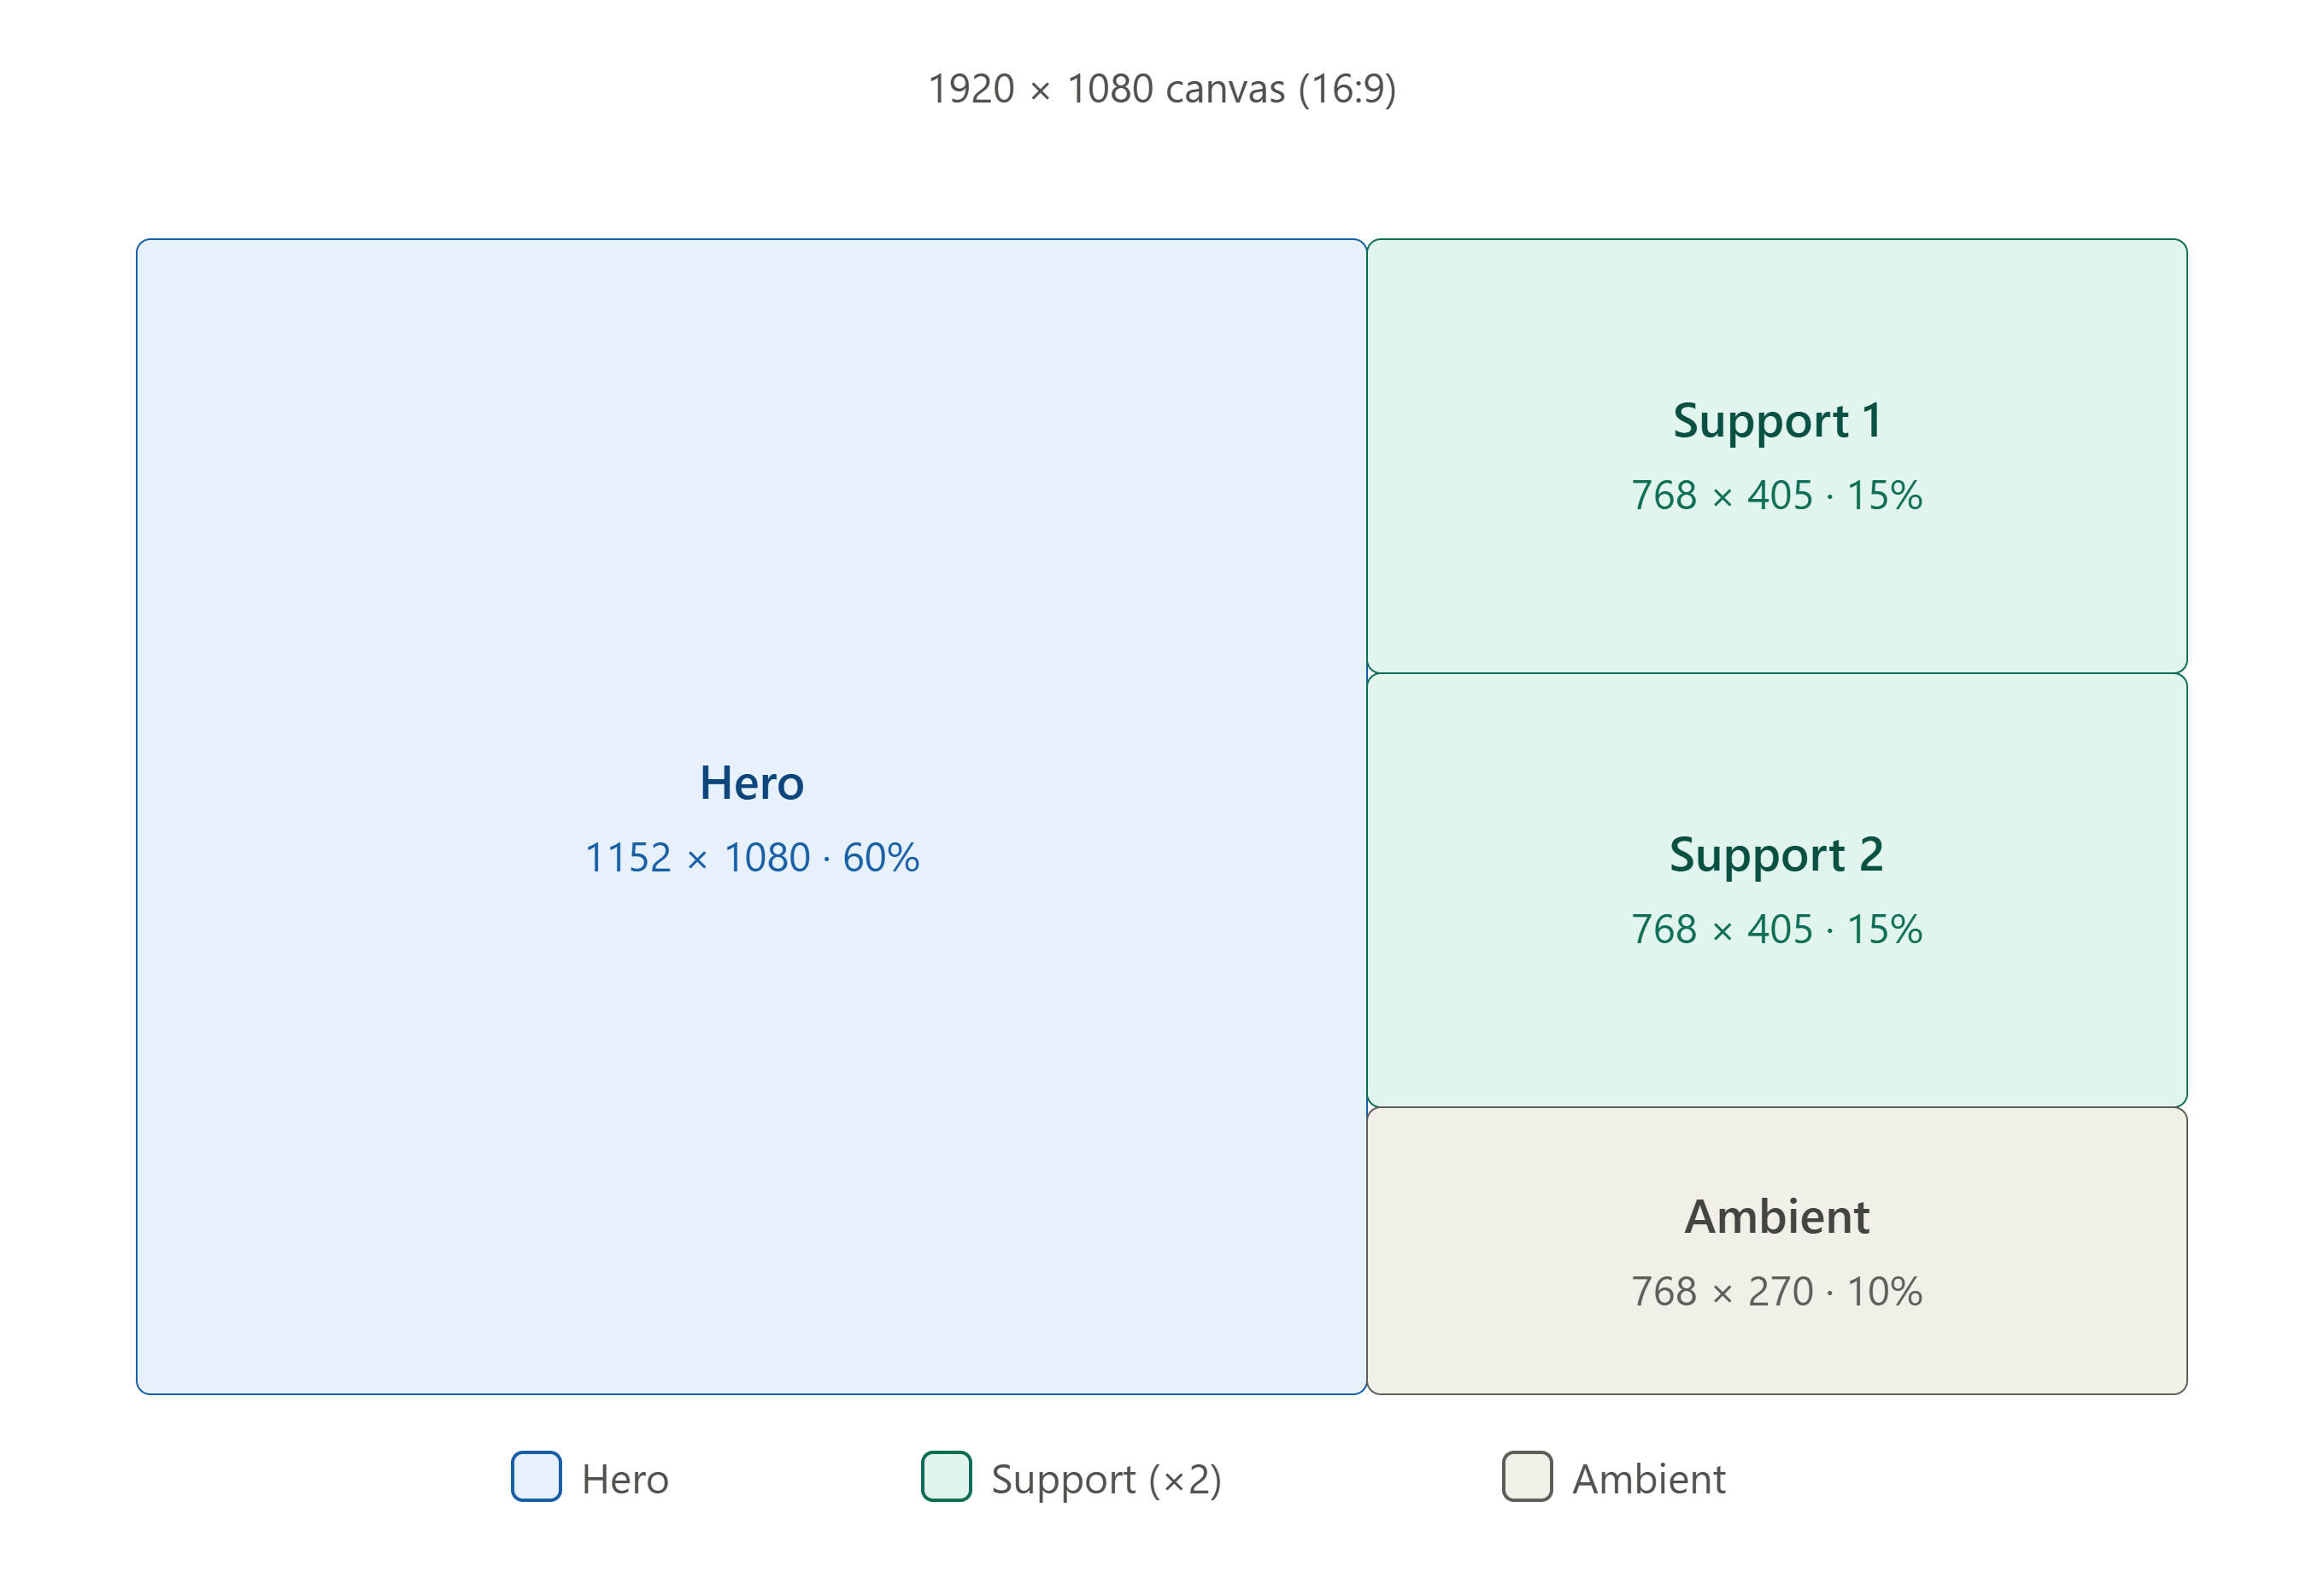 1920 × 1080 canvas (16:9)
Hero
1152 × 1080 · 60%
Support 1
768 × 405 · 15%
Support 2
768 × 405 · 15%
Ambient
768 × 270 · 10%
Hero
Support (×2)
Ambient